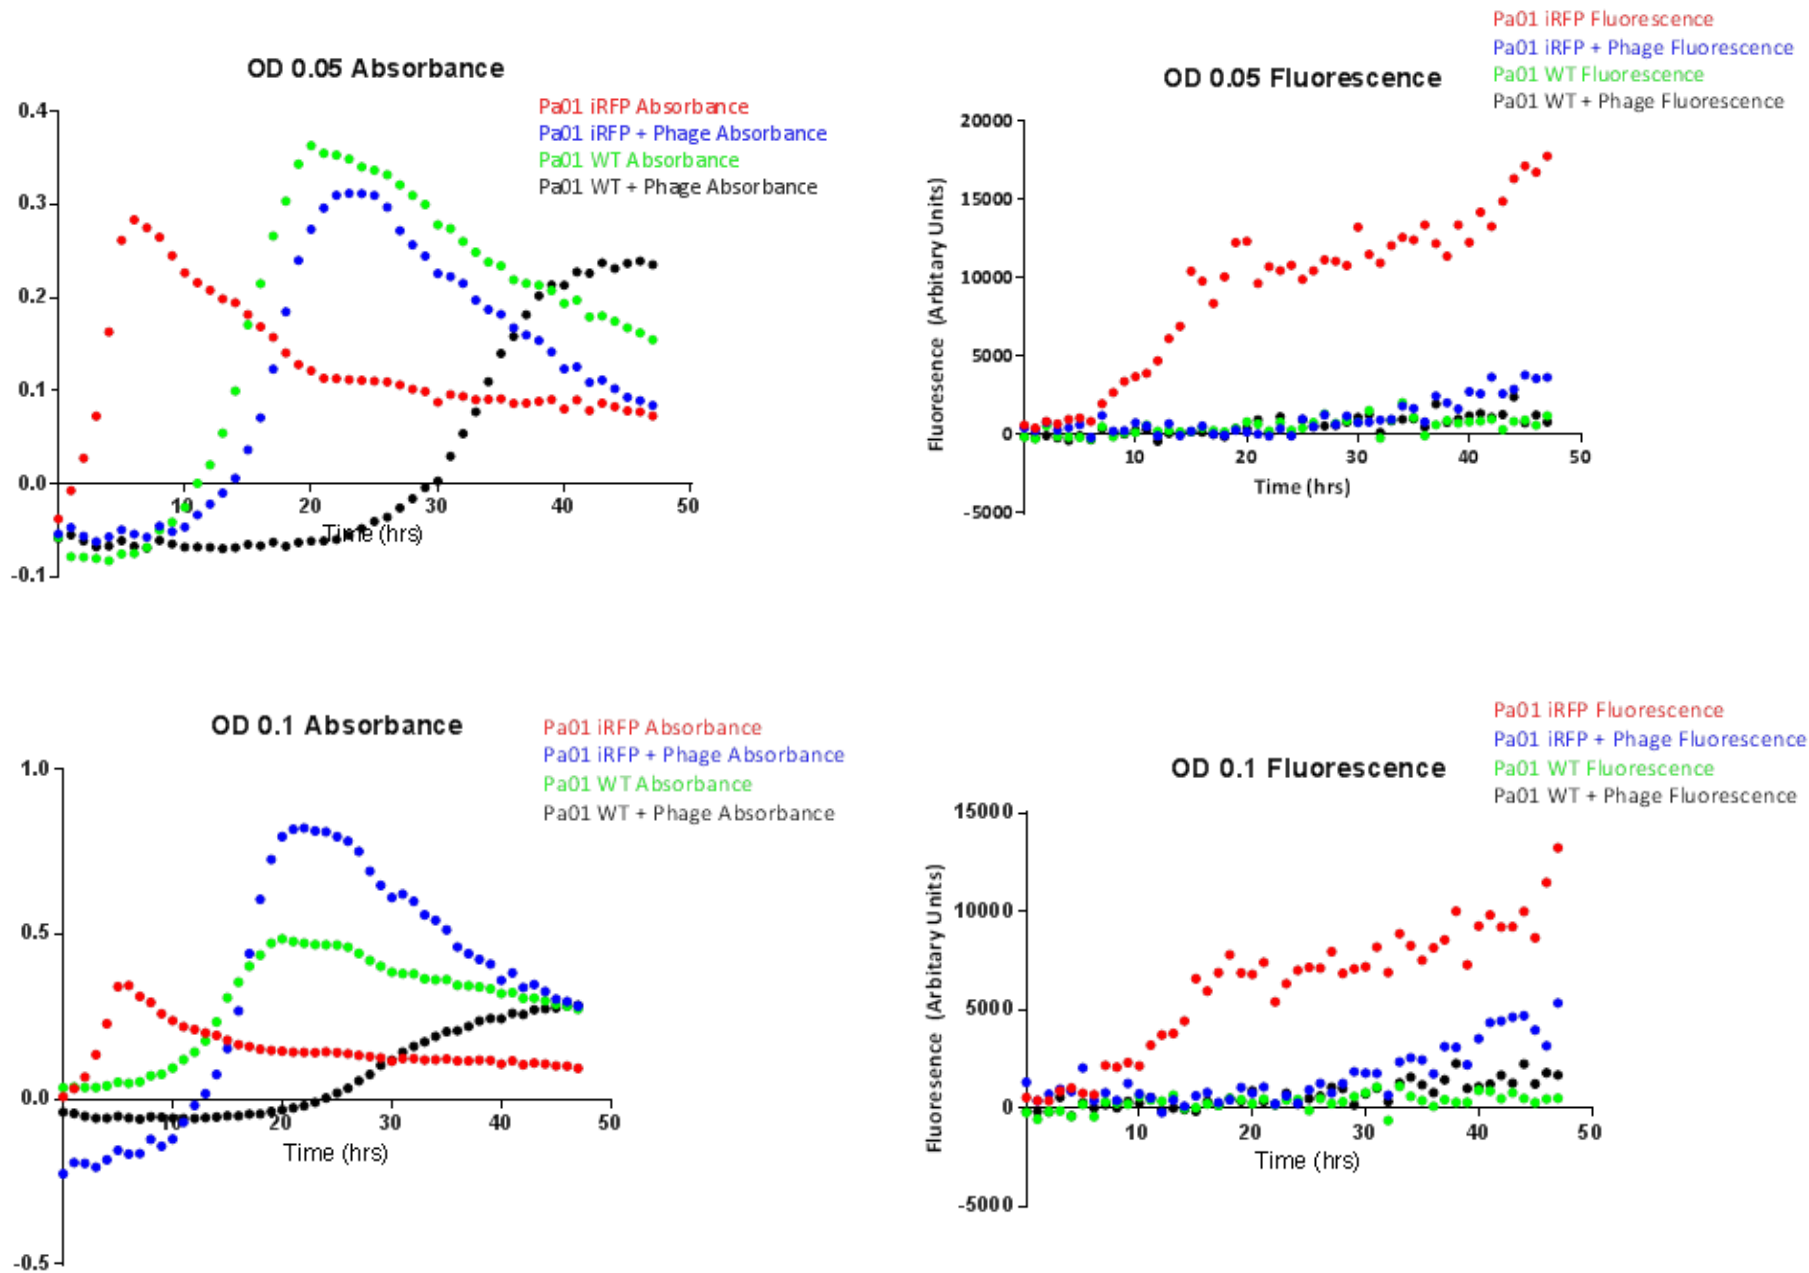 OD 0.05 Absorbance
Pa01 iRFP Absorbance
Pa01 iRFP + Phage Absorbance
Pa01 WT Absorbance
Pa01 WT + Phage Absorbance
0.4
0.3
0.2
0.1
0.0
-0.1
10
20
30
40
50
Time (hrs)
OD 0.05 Fluorescence
Pa01 iRFP Fluorescence
Pa01 iRFP + Phage Fluorescence
Pa01 WT Fluorescence
Pa01 WT + Phage Fluorescence
Fluoresence (Arbitary Units)
20000
15000
10000
5000
0
-5000
10
20
30
40
50
Time (hrs)
OD 0.1 Absorbance
Pa01 iRFP Absorbance
Pa01 iRFP + Phage Absorbance
Pa01 WT Absorbance
Pa01 WT + Phage Absorbance
1.0
0.5
0.0
-0.5
10
20
30
40
50
Time (hrs)
OD 0.1 Fluorescence
Pa01 iRFP Fluorescence
Pa01 iRFP + Phage Fluorescence
Pa01 WT Fluorescence
Pa01 WT + Phage Fluorescence
Fluoresence (Arbitary Units)
15000
10000
5000
0
-5000
10
20
30
40
50
Time (hrs)